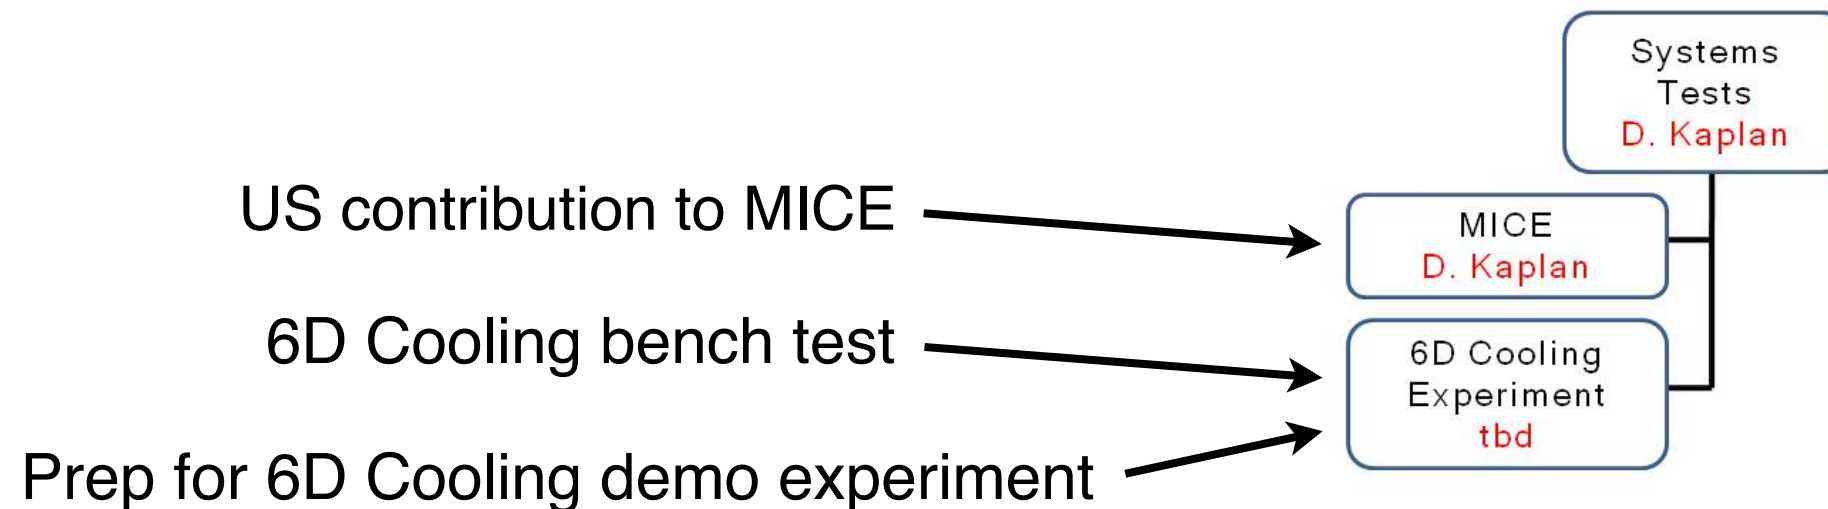 Systems
Tests
D. Kaplan
US contribution to MICE
MICE
D. Kaplan
6D Cooling bench test
6D Cooling
Experiment
tbd
Prep for 6D Cooling demo experiment